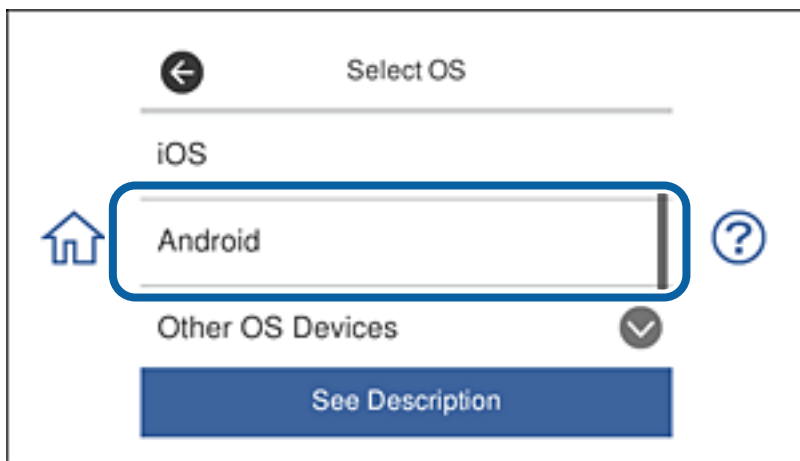 Select OS
iOS
Android
?
Other OS Devices
See Description